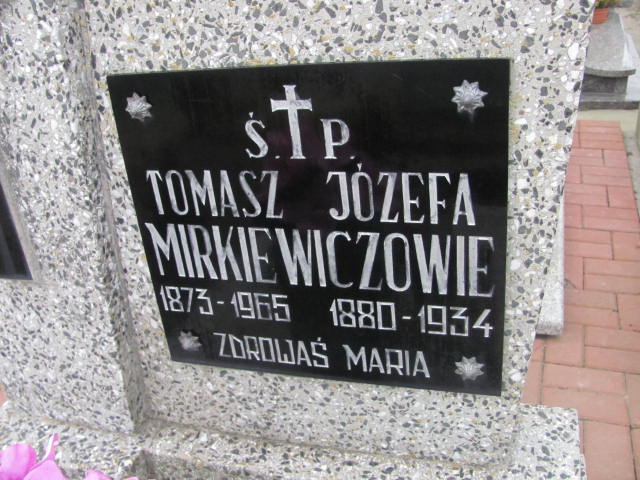 Ś. P.
TOMASZ JÓZEFA
MIRKIEWICZOWIE
1873-1965 1880-1934
ZDROWAŚ MARIA